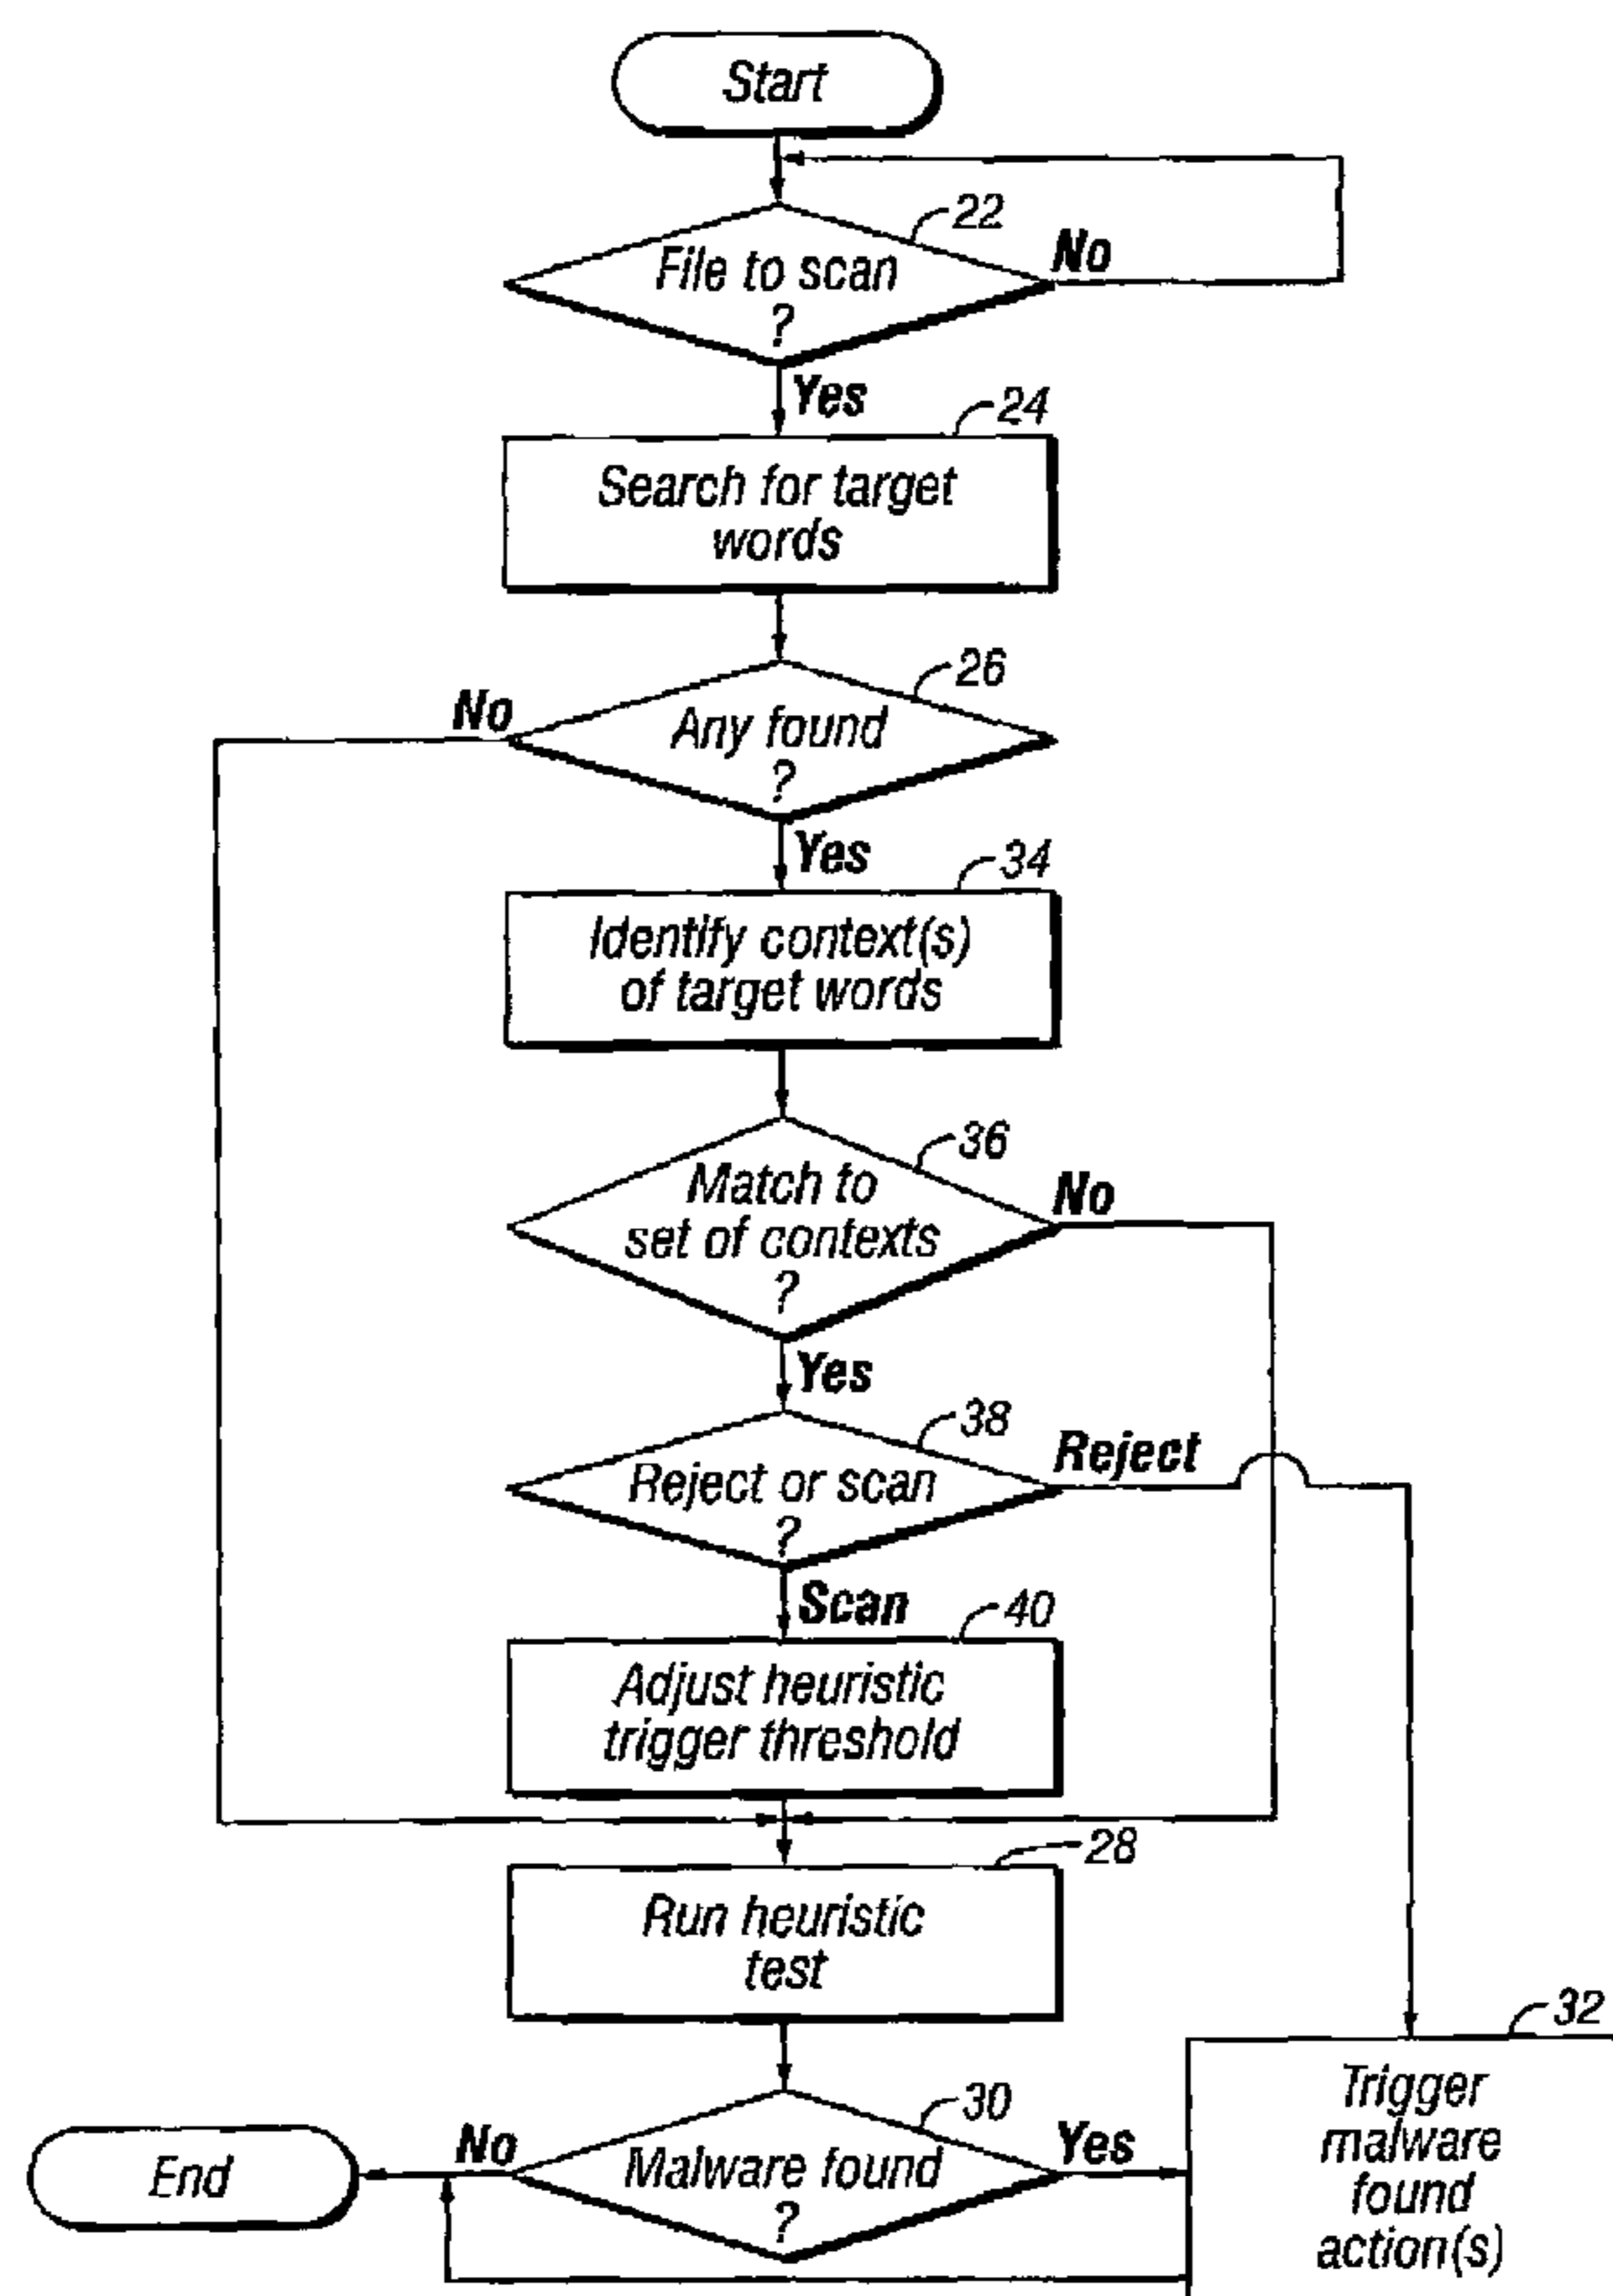 Start
22
File to scan
?
No
Yes
24
Search for target
words
26
No
Any found
?
Yes
34
Identify context(s)
of target words
36
Match to
set of contexts
?
No
Yes
38
Reject or scan
?
Reject
Scan
40
Adjust heuristic
trigger threshold
28
Run heuristic
test
32
Trigger
malware
found
action(s)
30
Malware found
?
Yes
No
End